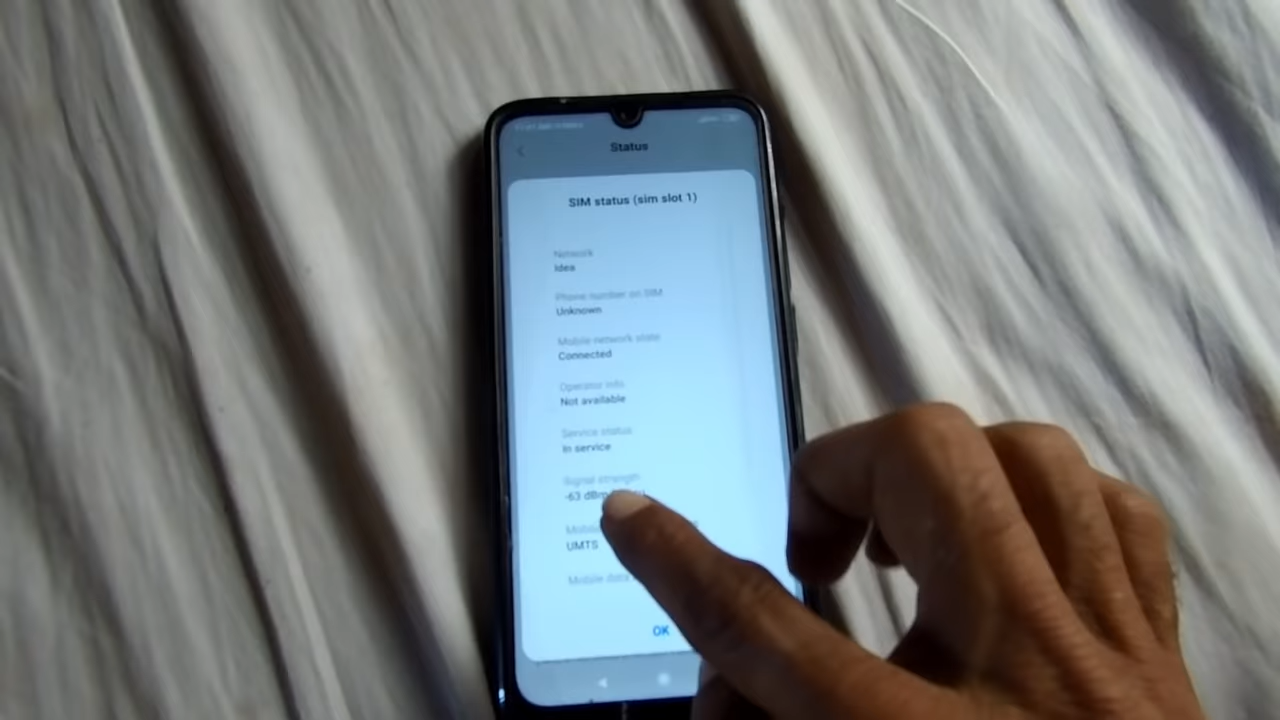 Status
SIM status (sim slot 1)
Network
Idea
Phone number on SIM
Unknown
Mobile network state
Connected
Operator info
Not available
Service status
In service
Signal strength
-63 dBm
Mobile
UMTS
Mobile data
OK